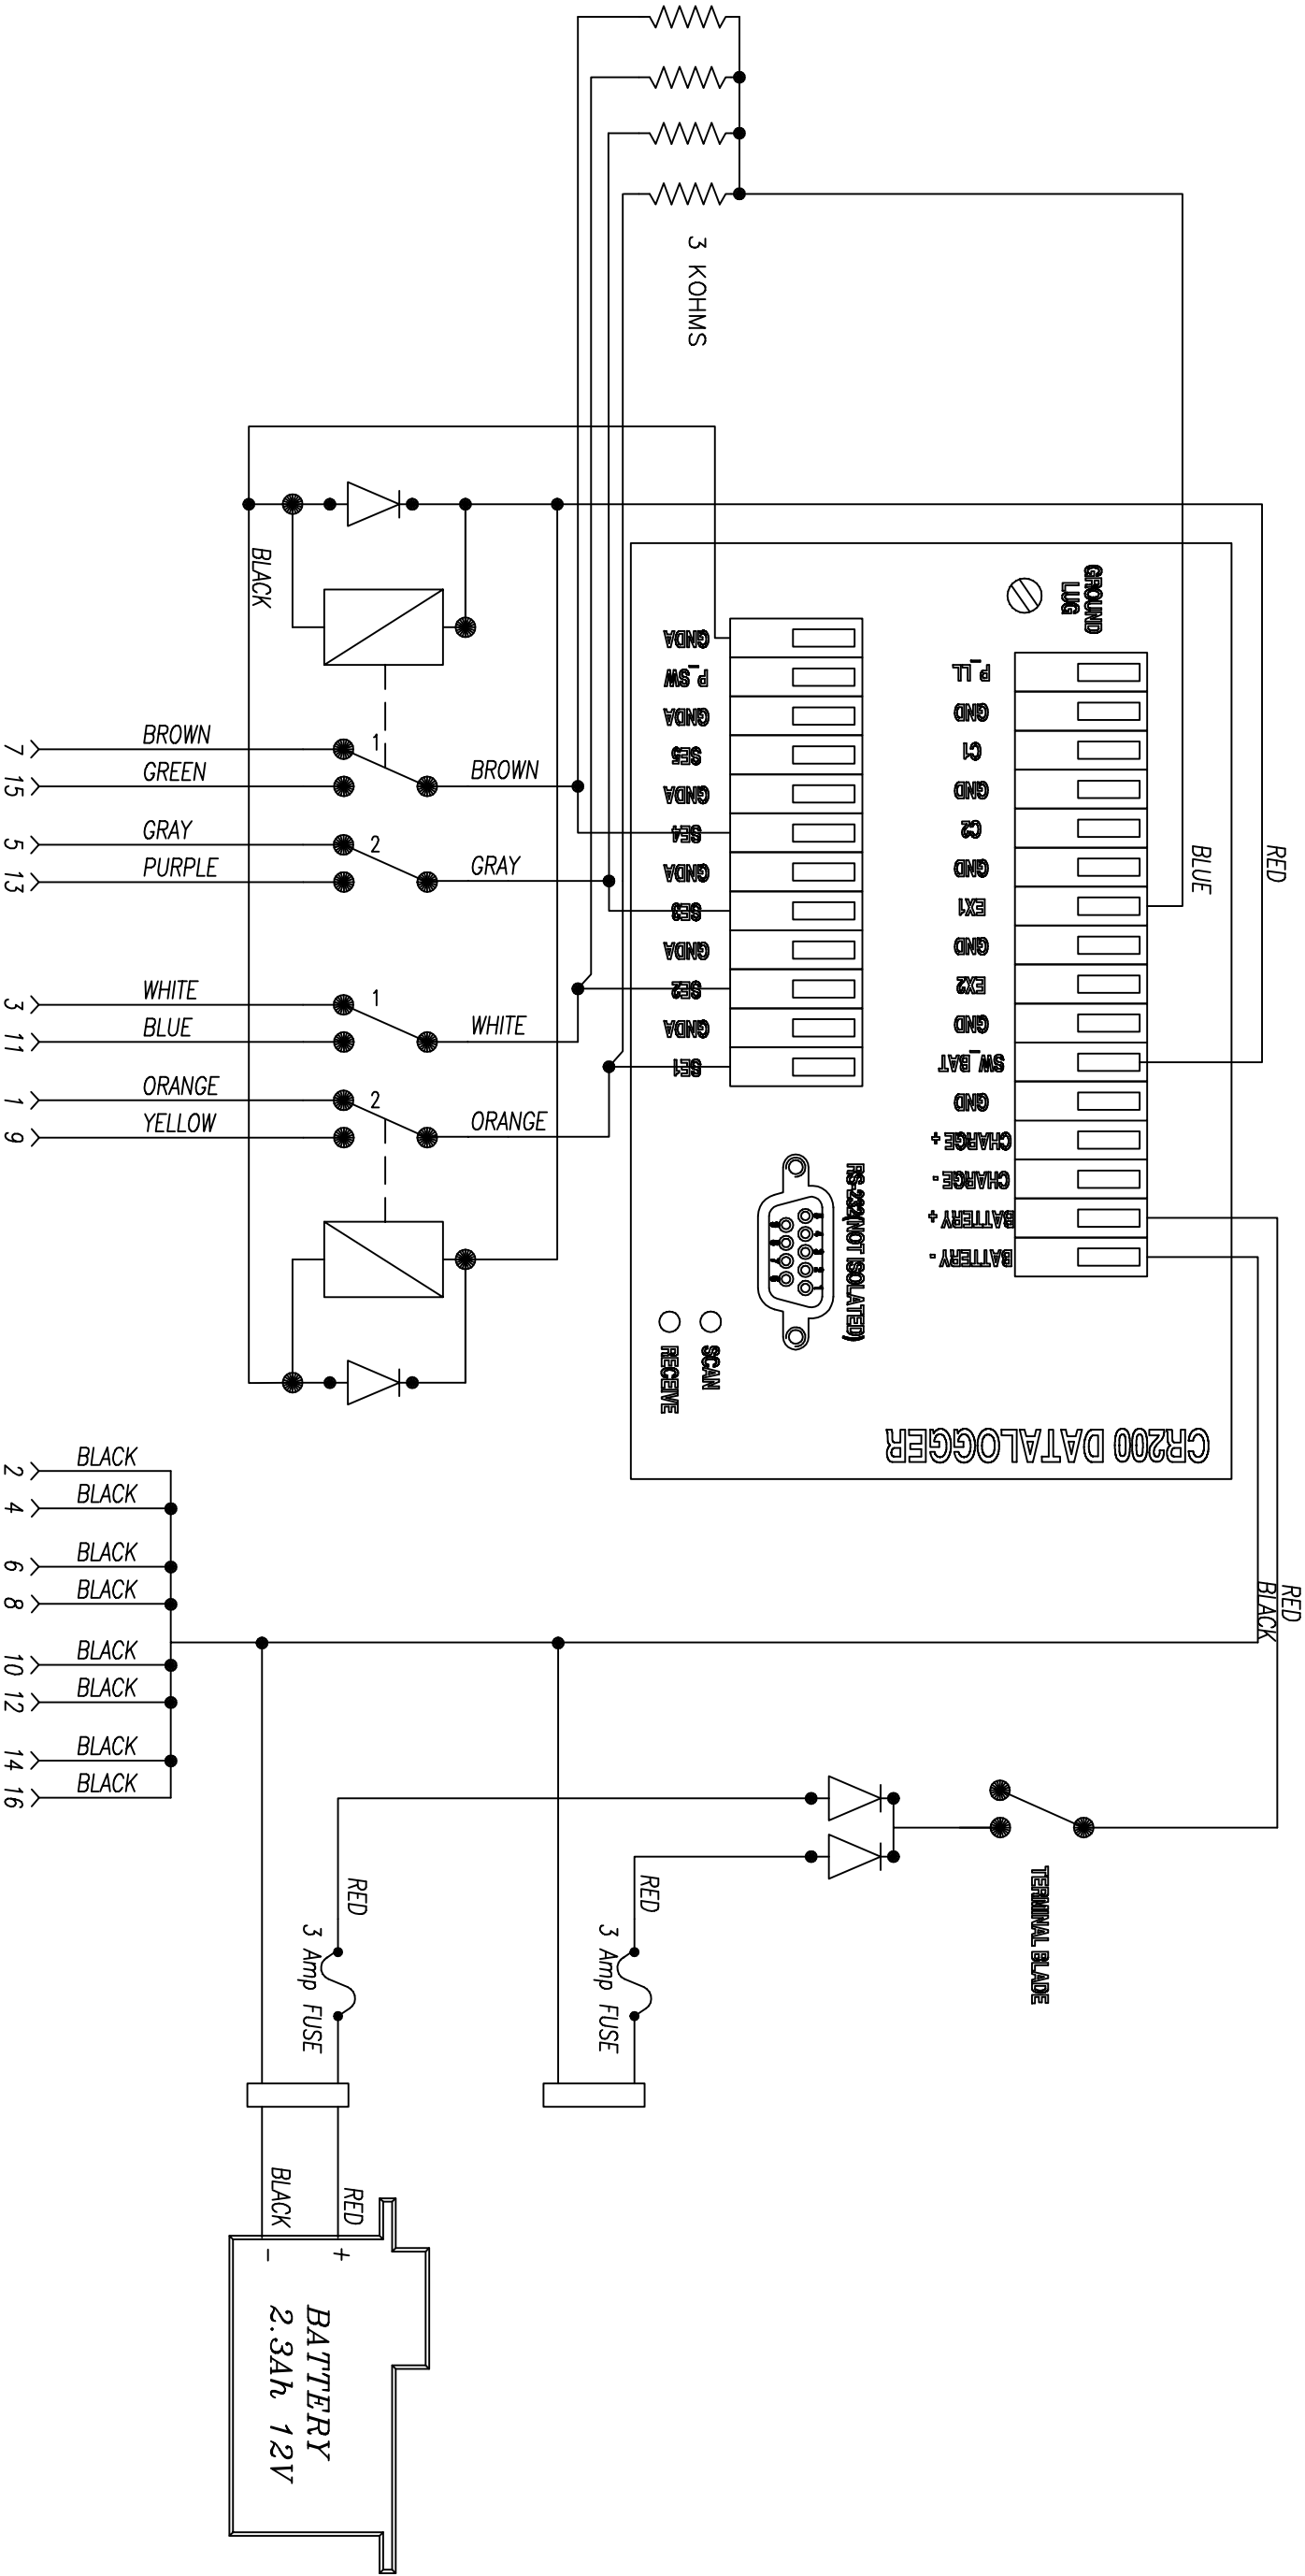 3 KOHMS
BLACK
RED
BLUE
GROUND
LUG
P_LL
GND
C1
GND
C2
GND
EX1
GND
EX2
GND
SW_BAT
GND
CHARGE +
CHARGE -
BATTERY +
BATTERY -
GNDA
P_SW
GNDA
SE5
GNDA
SE4
GNDA
SE3
GNDA
SE2
GNDA
SE1
RS-232(NOT ISOLATED)
SCAN
RECEIVE
CR200 DATALOGGER
7 BROWN 1 BROWN
15 GREEN
5 GRAY 2 GRAY
13 PURPLE
3 WHITE 1 WHITE
11 BLUE
1 ORANGE 2 ORANGE
9 YELLOW
2 BLACK
4 BLACK
6 BLACK
8 BLACK
10 BLACK
12 BLACK
14 BLACK
16 BLACK
RED
BLACK
TERMINAL BLADE
RED
3 Amp FUSE
RED
3 Amp FUSE
RED
BLACK
+
-
BATTERY
2.3Ah 12V